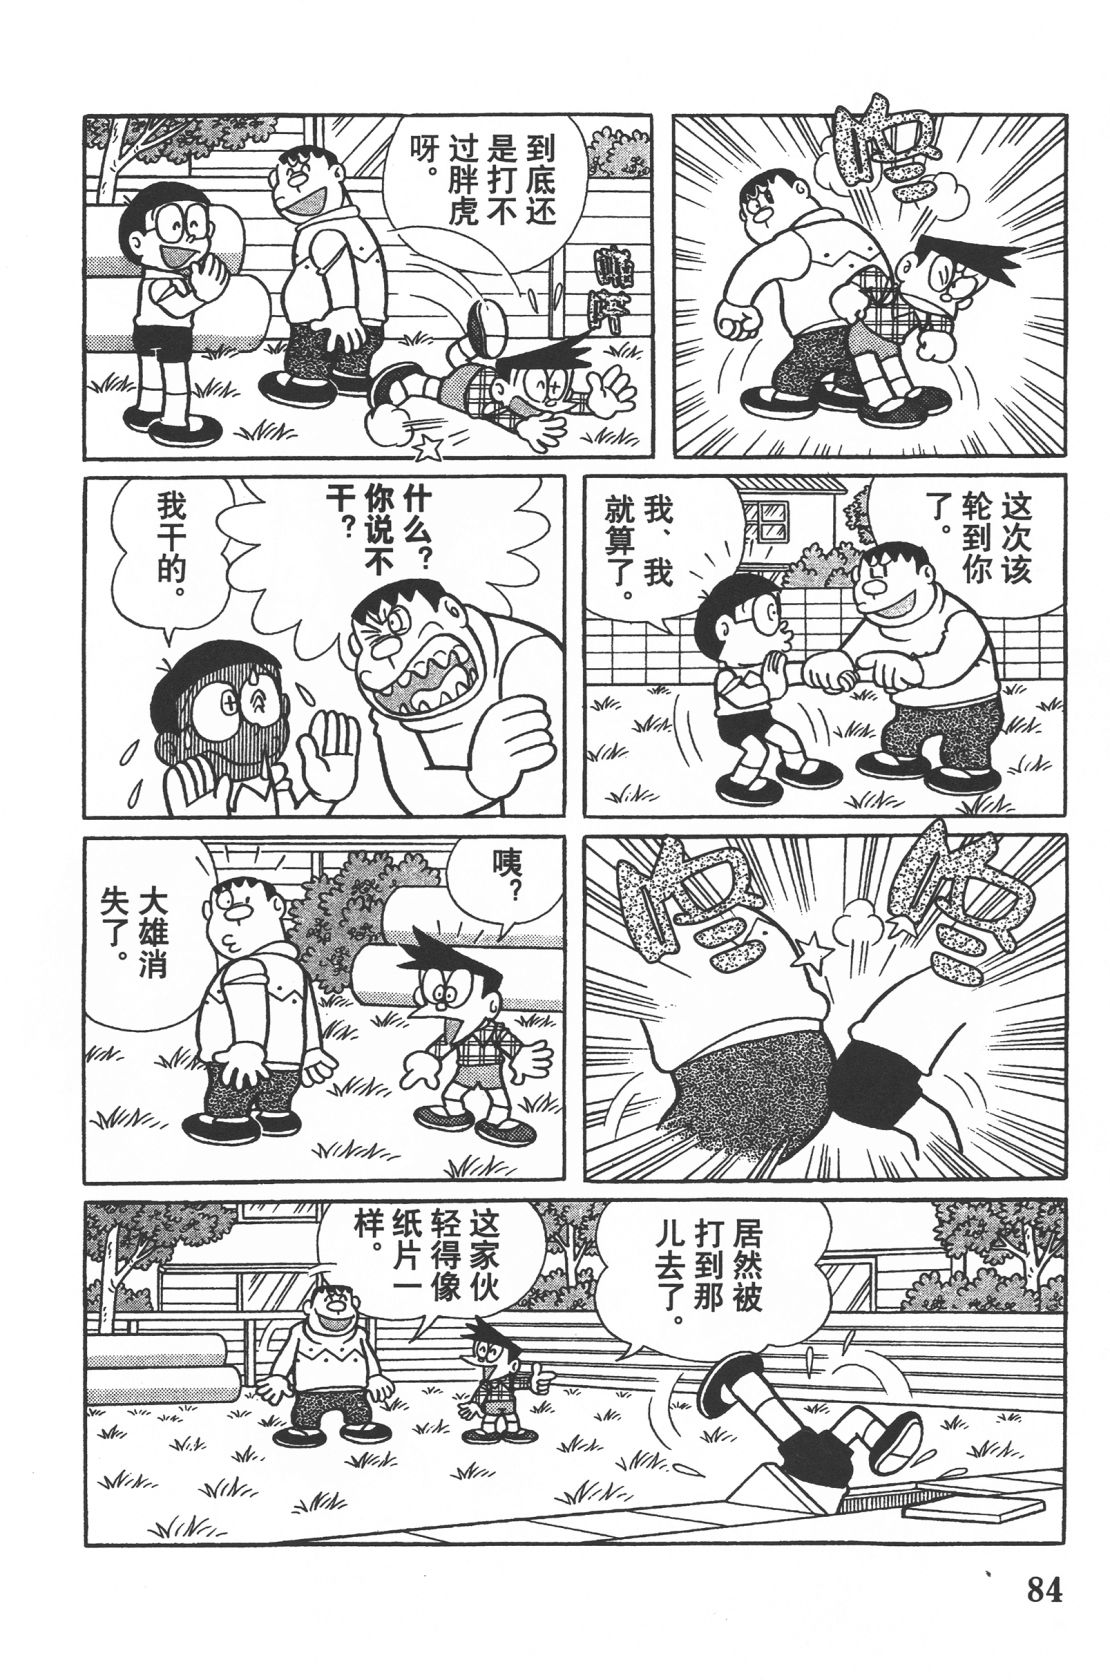 到底还
是打不
过胖虎
呀。
这次该
轮到你
了。
我、我
就算了。
什么？
你说不
干？
我干的。
咦？
大雄消
失了。
居然被
打到那
儿去了。
这家伙
轻得像
纸片一
样。
84